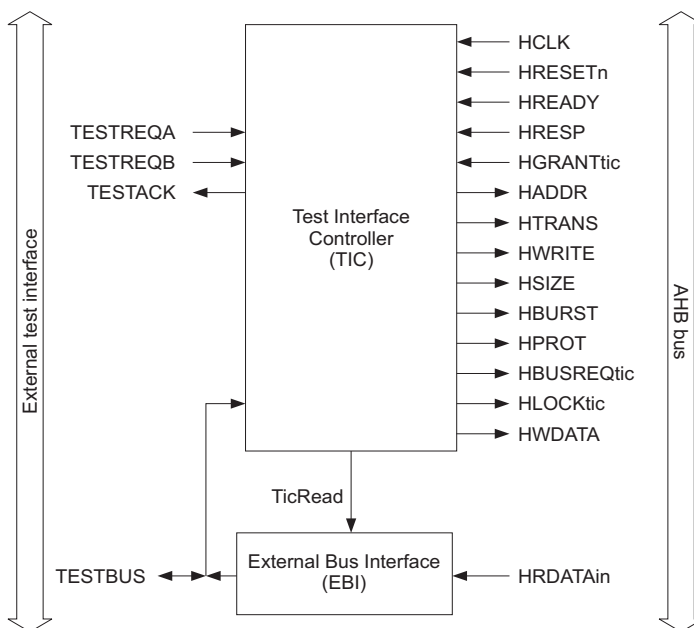 HCLK
HRESETn
HREADY
TESTREQA
HRESP
TESTREQB
HGRANTtic
TESTACK
HADDR
Test Interface
Controller
(TIC)
HTRANS
HWRITE
HSIZE
HBURST
HPROT
HBUSREQtic
HLOCKtic
HWDATA
External test interface
AHB bus
TicRead
TESTBUS
External Bus Interface
(EBI)
HRDATAin